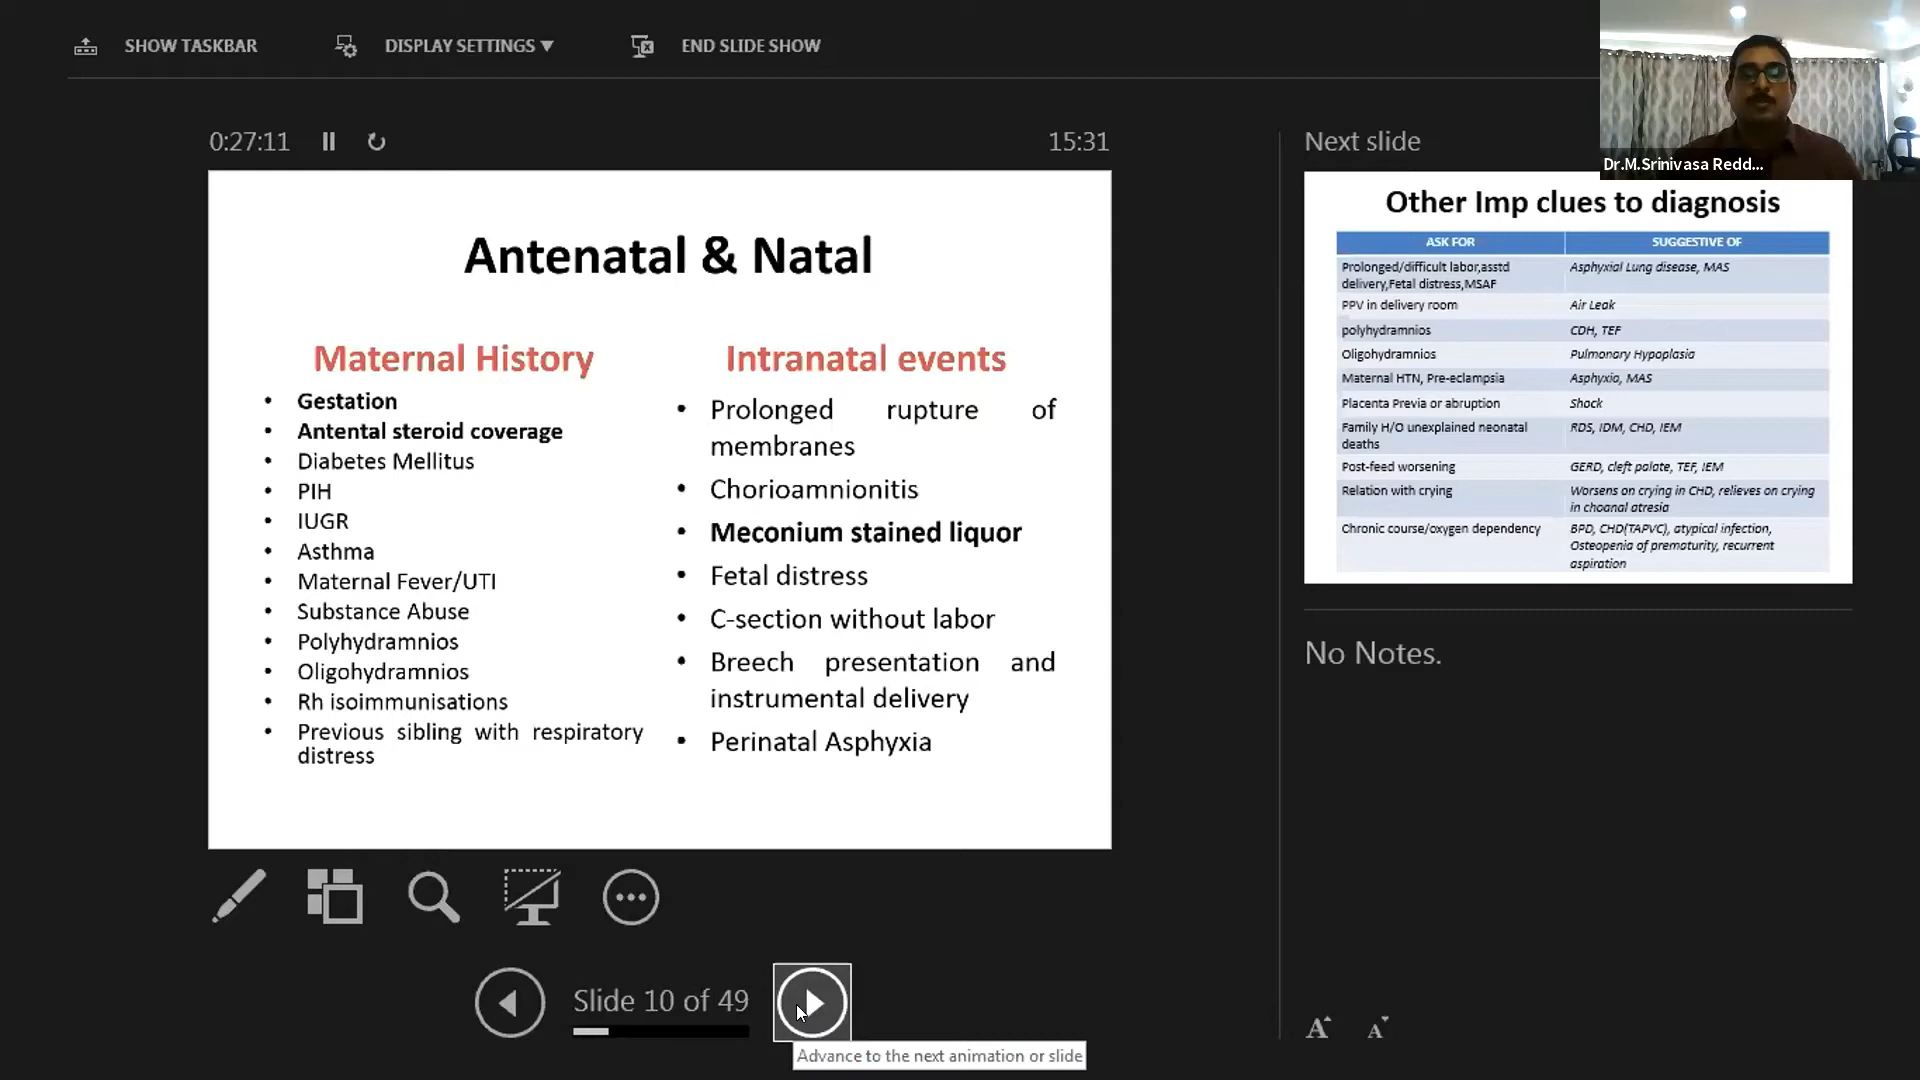 SHOW TASKBAR
DISPLAY SETTINGS ▼
END SLIDE SHOW
0:27:11
15:31
Next slide
Dr.M.Srinivasa Redd...
Antenatal & Natal
Maternal History
• Gestation
• Antental steroid coverage
• Diabetes Mellitus
• PIH
• IUGR
• Asthma
• Maternal Fever/UTI
• Substance Abuse
• Polyhydramnios
• Oligohydramnios
• Rh isoimmunisations
• Previous sibling with respiratory
distress
Intranatal events
• Prolonged rupture of
membranes
• Chorioamnionitis
• Meconium stained liquor
• Fetal distress
• C-section without labor
• Breech presentation and
instrumental delivery
• Perinatal Asphyxia
Other Imp clues to diagnosis
ASK FOR SUGGESTIVE OF
Prolonged/difficult labor,asstd Asphyxial Lung disease, MAS
delivery,Fetal distress,MSAF
PPV in delivery room Air Leak
polyhydramnios CDH, TEF
Oligohydramnios Pulmonary Hypoplasia
Maternal HTN, Pre-eclampsia Asphyxia, MAS
Placenta Previa or abruption Shock
Family H/O unexplained neonatal RDS, IDM, CHD, IEM
deaths
Post-feed worsening GERD, cleft palate, TEF, IEM
Relation with crying Worsens on crying in CHD, relieves on crying
in choanal atresia
Chronic course/oxygen dependency BPD, CHD(TAPVC), atypical infection,
Osteopenia of prematurity, recurrent
aspiration
No Notes.
Slide 10 of 49
Advance to the next animation or slide
A A